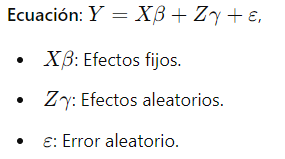 Ecuación: Y = Xβ + Zγ + ε,
• Xβ: Efectos fijos.
• Zγ: Efectos aleatorios.
• ε: Error aleatorio.